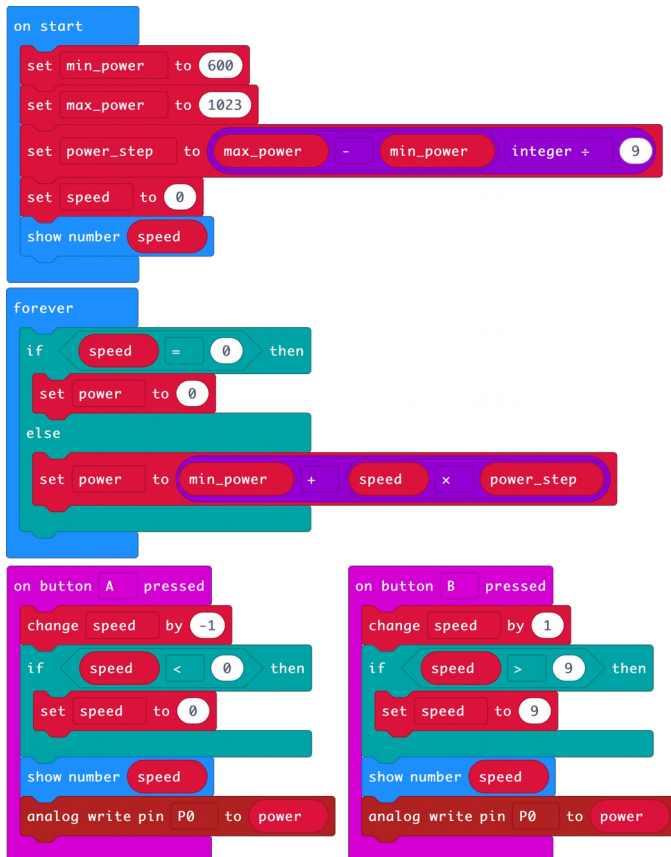 on start
set min_power to 600
set max_power to 1023
set power_step to max_power - min_power integer ÷ 9
set speed to 0
show number speed
forever
if speed = 0 then
set power to 0
else
set power to min_power + speed × power_step
on button A pressed
change speed by -1
if speed < 0 then
set speed to 0
show number speed
analog write pin P0 to power
on button B pressed
change speed by 1
if speed > 9 then
set speed to 9
show number speed
analog write pin P0 to power